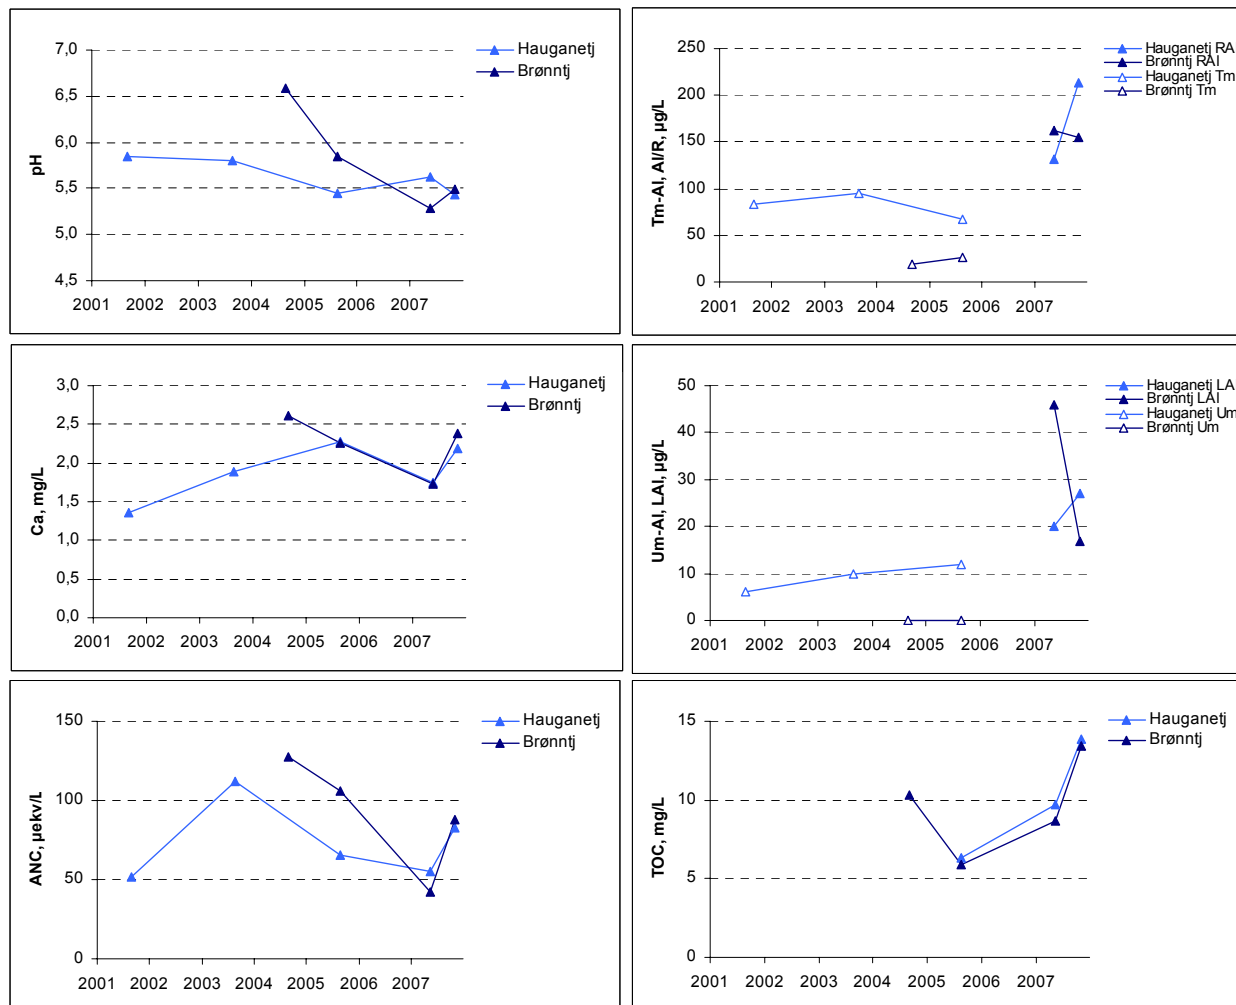 7,0
6,5
6,0
5,5
5,0
4,5
pH
2001 2002 2003 2004 2005 2006 2007
Hauganetj
Brønntj
250
200
150
100
50
0
Tm-Al, Al/R, µg/L
2001 2002 2003 2004 2005 2006 2007
Hauganetj RA
Brønntj RAl
Hauganetj Tm
Brønntj Tm
3,0
2,5
2,0
1,5
1,0
0,5
0,0
Ca, mg/L
2001 2002 2003 2004 2005 2006 2007
Hauganetj
Brønntj
50
40
30
20
10
0
Um-Al, LAl, µg/L
2001 2002 2003 2004 2005 2006 2007
Hauganetj LA
Brønntj LAl
Hauganetj Um
Brønntj Um
150
100
50
0
ANC, µekv/L
2001 2002 2003 2004 2005 2006 2007
Hauganetj
Brønntj
15
10
5
0
TOC, mg/L
2001 2002 2003 2004 2005 2006 2007
Hauganetj
Brønntj